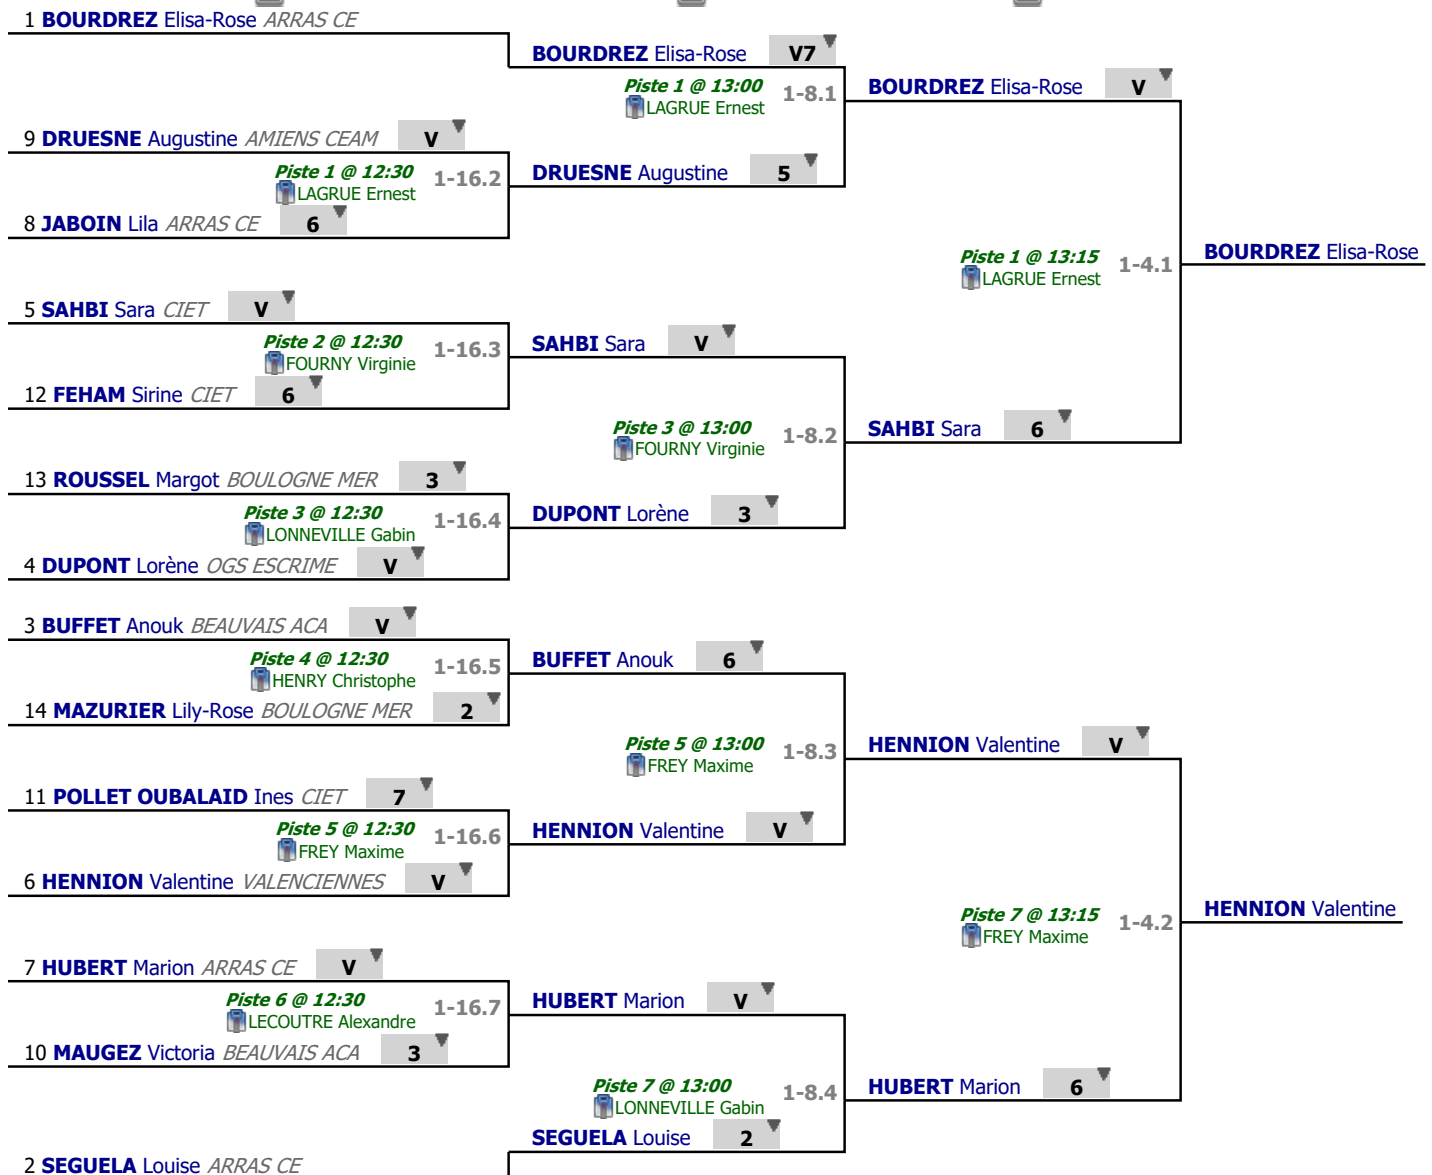 1 BOURDREZ Elisa-Rose ARRAS CE
BOURDREZ Elisa-Rose V7
Piste 1 @ 13:00 1-8.1
LAGRUE Ernest
BOURDREZ Elisa-Rose V
9 DRUESNE Augustine AMIENS CEAM V
Piste 1 @ 12:30 1-16.2
LAGRUE Ernest
DRUESNE Augustine 5
8 JABOIN Lila ARRAS CE 6
Piste 1 @ 13:15 1-4.1
LAGRUE Ernest
BOURDREZ Elisa-Rose
5 SAHBI Sara CIET V
Piste 2 @ 12:30 1-16.3
FOURNY Virginie
SAHBI Sara V
12 FEHAM Sirine CIET 6
Piste 3 @ 13:00 1-8.2
FOURNY Virginie
SAHBI Sara 6
13 ROUSSEL Margot BOULOGNE MER 3
Piste 3 @ 12:30 1-16.4
LONNEVILLE Gabin
DUPONT Lorène 3
4 DUPONT Lorène OGS ESCRIME V
3 BUFFET Anouk BEAUVAIS ACA V
Piste 4 @ 12:30 1-16.5
HENRY Christophe
BUFFET Anouk 6
14 MAZURIER Lily-Rose BOULOGNE MER 2
Piste 5 @ 13:00 1-8.3
FREY Maxime
HENNION Valentine V
11 POLLET OUBALAID Ines CIET 7
Piste 5 @ 12:30 1-16.6
FREY Maxime
HENNION Valentine V
6 HENNION Valentine VALENCIENNES V
Piste 7 @ 13:15 1-4.2
FREY Maxime
HENNION Valentine
7 HUBERT Marion ARRAS CE V
Piste 6 @ 12:30 1-16.7
LECOUTRE Alexandre
HUBERT Marion V
10 MAUGEZ Victoria BEAUVAIS ACA 3
Piste 7 @ 13:00 1-8.4
LONNEVILLE Gabin
HUBERT Marion 6
SEGUELA Louise 2
2 SEGUELA Louise ARRAS CE